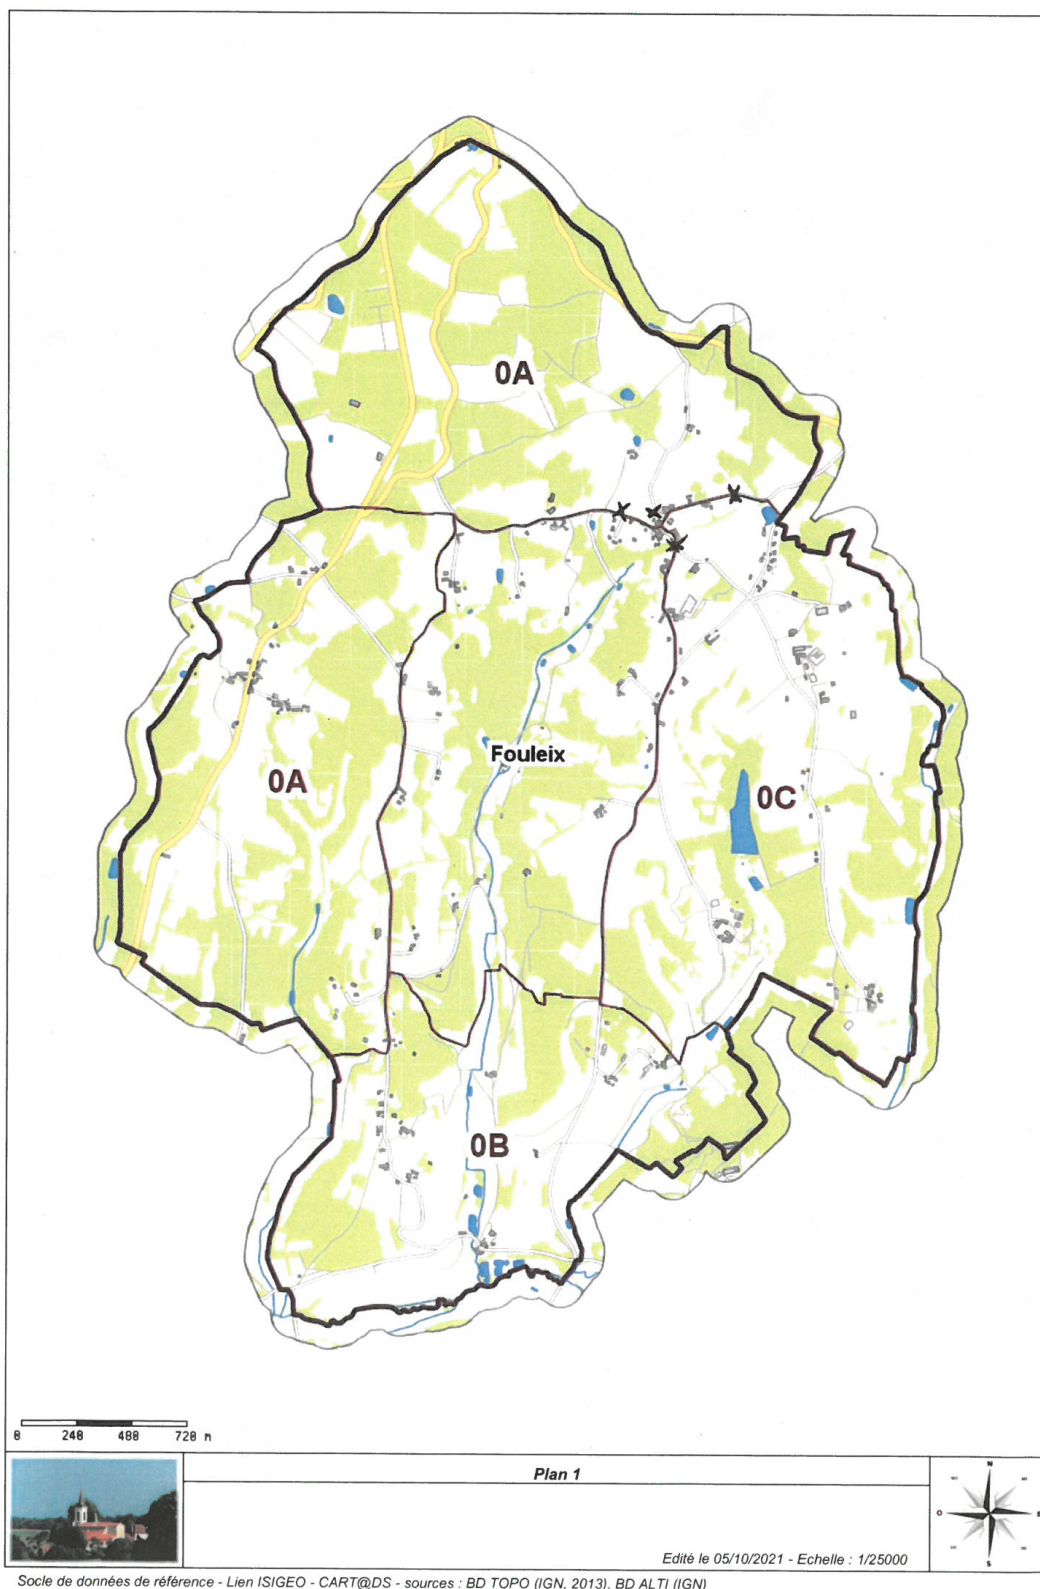 0A
Fouleix
0A
0C
0B
0 240 480 720 m
Plan 1
N
O
S
Edité le 05/10/2021 - Echelle : 1/25000
Socle de données de référence - Lien ISIGEO - CART@DS - sources : BD TOPO (IGN, 2013), BD ALTI (IGN)